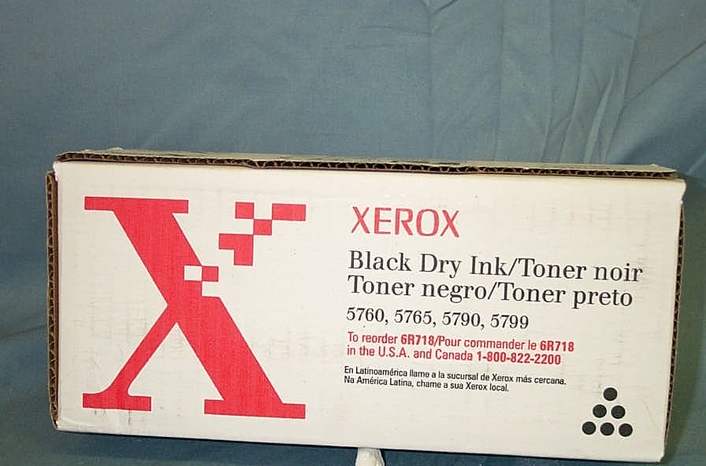 XEROX
Black Dry Ink/Toner noir
Toner negro/Toner preto
5760, 5765, 5790, 5799
To reorder 6R718/Pour commander le 6R718
in the U.S.A. and Canada 1-800-822-2200
En Latinoamérica llame a la sucursal de Xerox más cercana.
Na América Latina, chame a sua Xerox local.